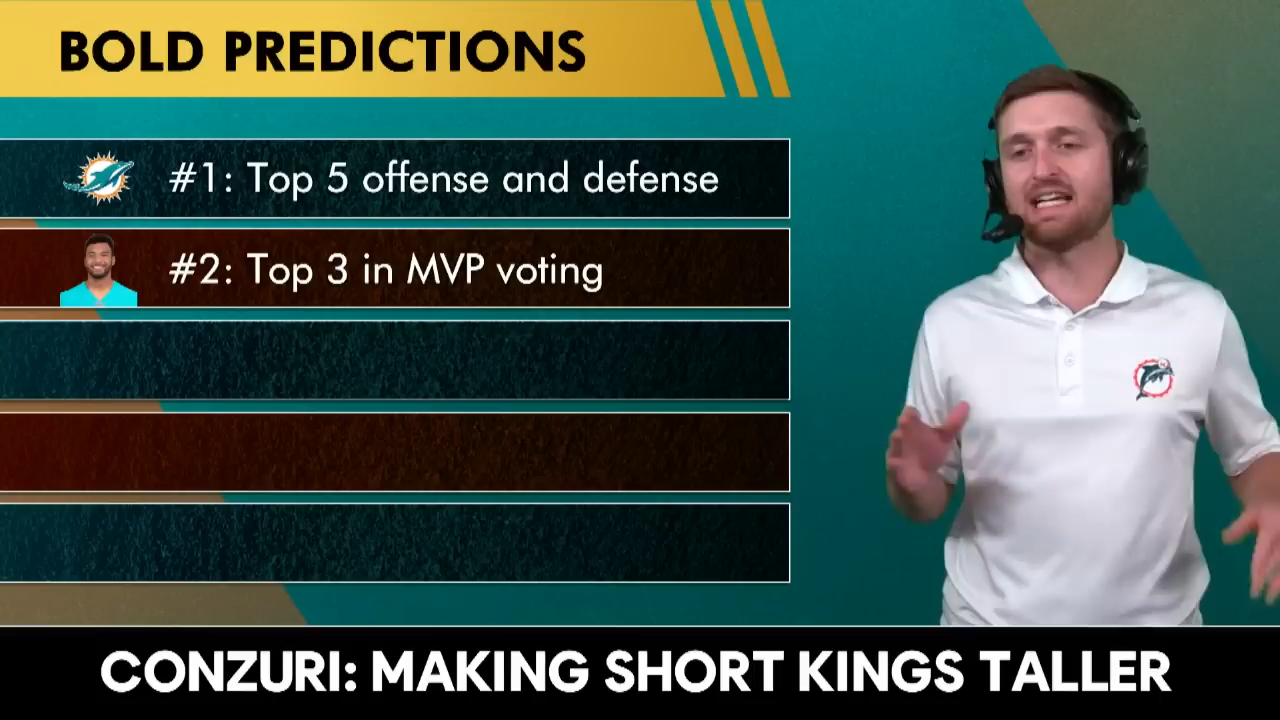 BOLD PREDICTIONS
#1: Top 5 offense and defense
#2: Top 3 in MVP voting
CONZURI: MAKING SHORT KINGS TALLER